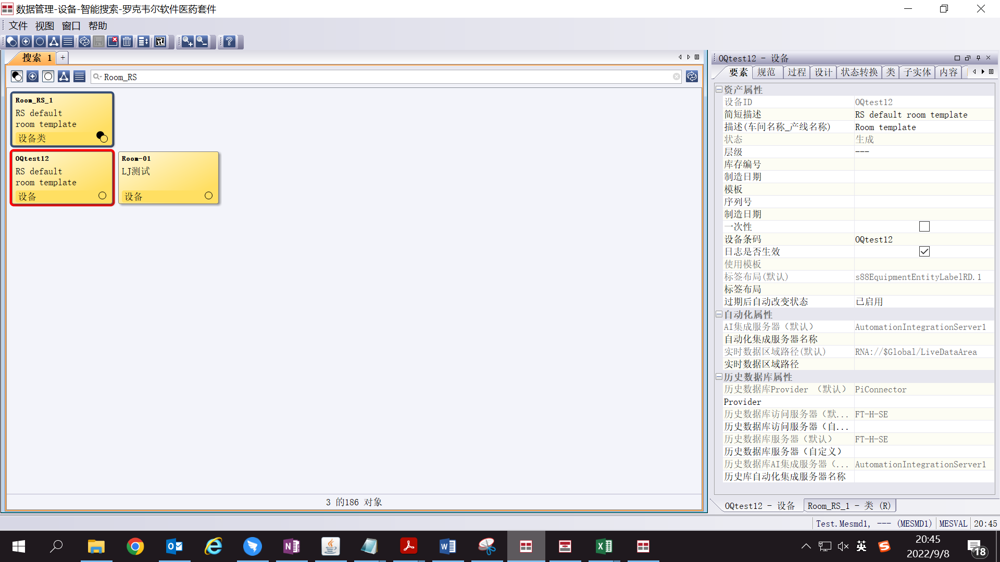 数据管理-设备-智能搜索-罗克韦尔软件医药套件
文件 视图 窗口 帮助
搜索 1 +
Room_RS
Room_RS_1
RS default
room template
设备类
OQtest12
RS default
room template
设备
Room-01
LJ测试
设备
3 的186 对象
OQtest12 - 设备
要素 规范 过程 设计 状态转换 类 子实体 内容
资产属性
设备ID OQtest12
简短描述 RS default room template
描述(车间名称_产线名称) Room template
状态 生成
层级 ---
库存编号
制造日期
模板
序列号
制造日期
一次性
设备条码 OQtest12
日志是否生效
使用模板
标签布局(默认) s88EquipmentEntityLabelRD.1
标签布局
过期后自动改变状态 已启用
自动化属性
AI集成服务器（默认） AutomationIntegrationServer1
自动化集成服务器名称
实时数据区域路径(默认) RNA://$Global/LiveDataArea
实时数据区域路径
历史数据库属性
历史数据库Provider （默认） PiConnector
Provider
历史数据库访问服务器（默... FT-H-SE
历史数据库访问服务器（自...
历史数据库服务器（默认） FT-H-SE
历史数据库服务器（自定义）
历史数据库AI集成服务器（... AutomationIntegrationServer1
历史库自动化集成服务器名称
OQtest12 - 设备 Room_RS_1 - 类 (R)
Test.Mesmd1, --- (MESMD1) MESVAL 20:45
英
20:45
2022/9/8
18